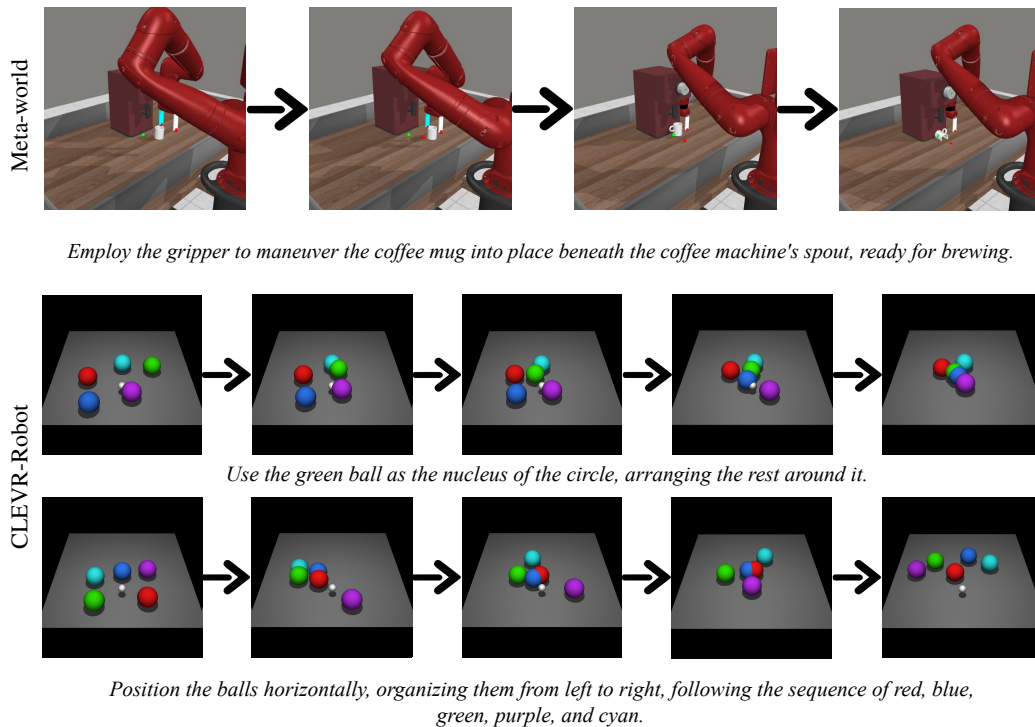 Meta-world
Employ the gripper to maneuver the coffee mug into place beneath the coffee machine's spout, ready for brewing.
CLEVR-Robot
Use the green ball as the nucleus of the circle, arranging the rest around it.
Position the balls horizontally, organizing them from left to right, following the sequence of red, blue,
green, purple, and cyan.